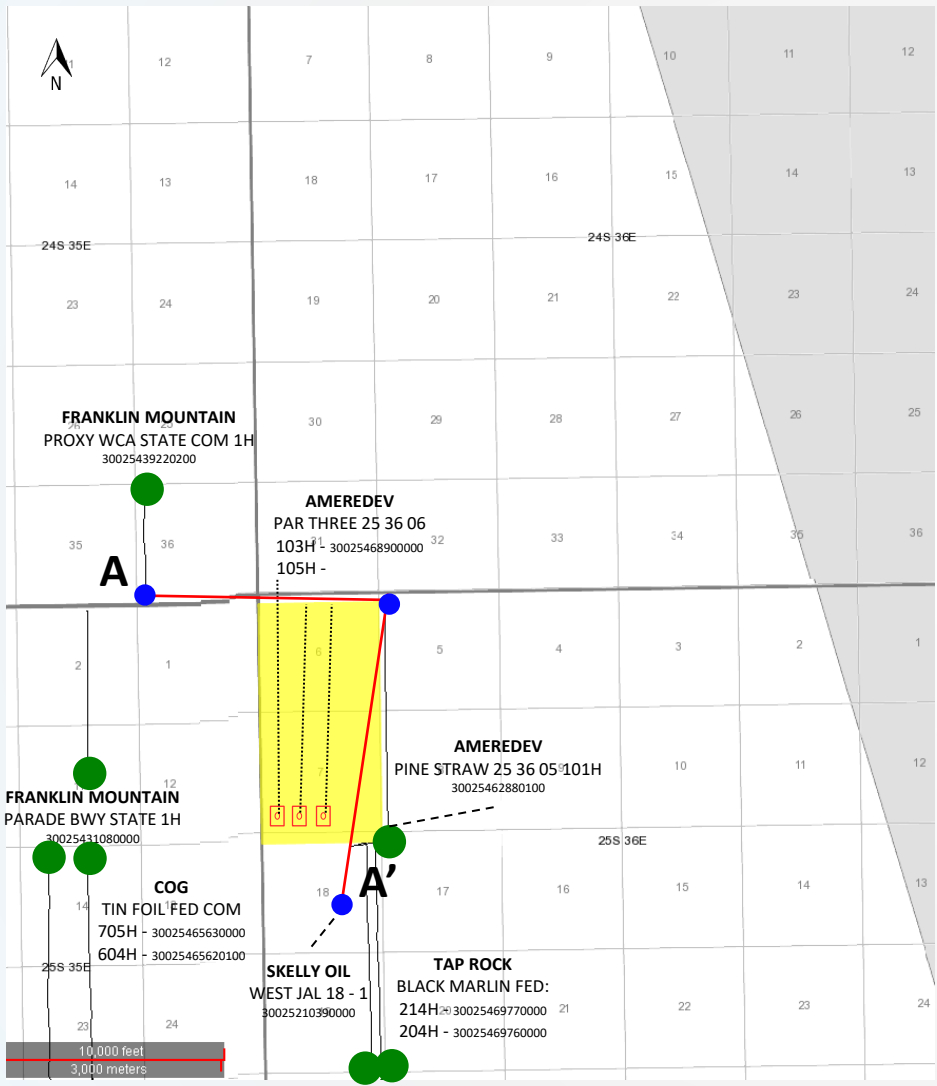 N
11 12 7 8 9 10 11 12
14 13 18 17 16 15 14 13
24S 35E 24S 36E
23 24 19 20 21 22 23 24
25 30 29 28 27 26 25
FRANKLIN MOUNTAIN
PROXY WCA STATE COM 1H
30025439220200
35 36 31 32 33 34 35 36
AMEREDEV
PAR THREE 25 36 06
103H - 30025468900000
105H -
A
2 1 6 5 4 3 2 1
12 7 9 10 11 12
AMEREDEV
PINE STRAW 25 36 05 101H
30025462880100
FRANKLIN MOUNTAIN
PARADE BWY STATE 1H
30025431080000
25S 36E
A'
14 18 17 16 15 14 13
COG
TIN FOIL FED COM
705H - 30025465630000
604H - 30025465620100
25S 35E
SKELLY OIL
WEST JAL 18 - 1
30025210390000
TAP ROCK
BLACK MARLIN FED:
214H - 30025469770000
204H - 30025469760000
23 24 20 21 22 23 24
10,000 feet
3,000 meters